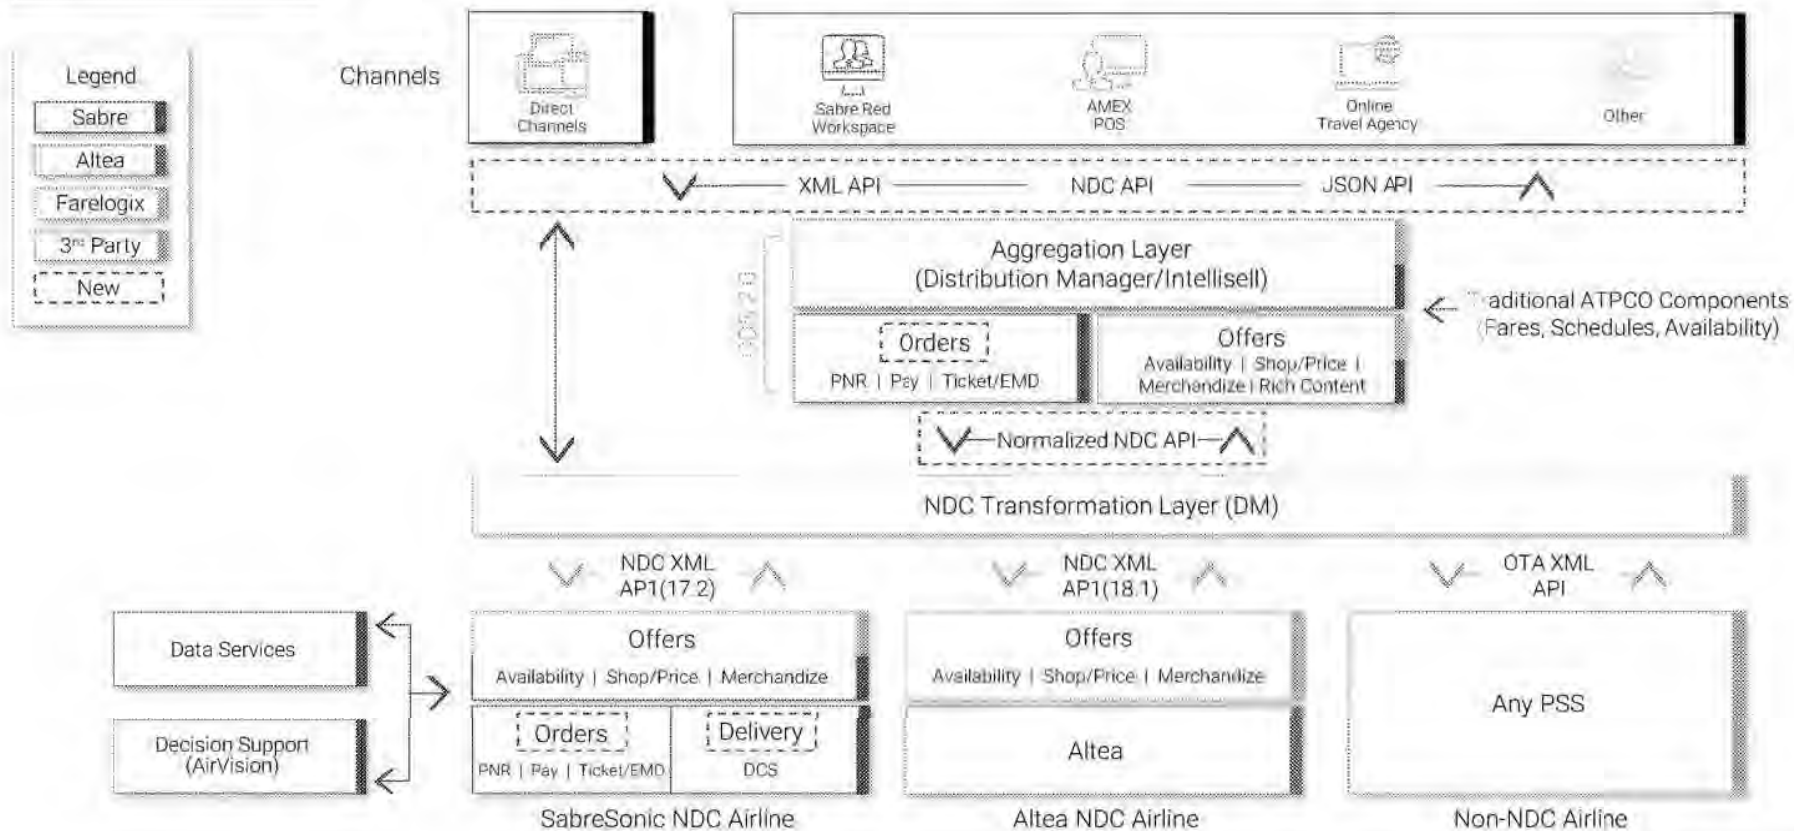 Legend
Sabre
Altea
Farelogix
3rd Party
New
Channels
Direct
Channels
Sabre Red
Workspace
AMEX
POS
Online
Travel Agency
Other
XML API
NDC API
JSON API
Aggregation Layer
(Distribution Manager/Intellisell)
Orders
PNR | Pay | Ticket/EMD
Offers
Availability | Shop/Price |
Merchandize | Rich Content
aditional ATPCO Components
(Fares, Schedules, Availability)
Normalized NDC API
NDC Transformation Layer (DM)
NDC XML
AP1(17.2)
NDC XML
AP1(18.1)
OTA XML
API
Data Services
Decision Support
(AirVision)
Offers
Availability | Shop/Price | Merchandize
Orders
PNR | Pay | Ticket/EMD
Delivery
DCS
SabreSonic NDC Airline
Offers
Availability | Shop/Price | Merchandize
Altea
Altea NDC Airline
Any PSS
Non-NDC Airline